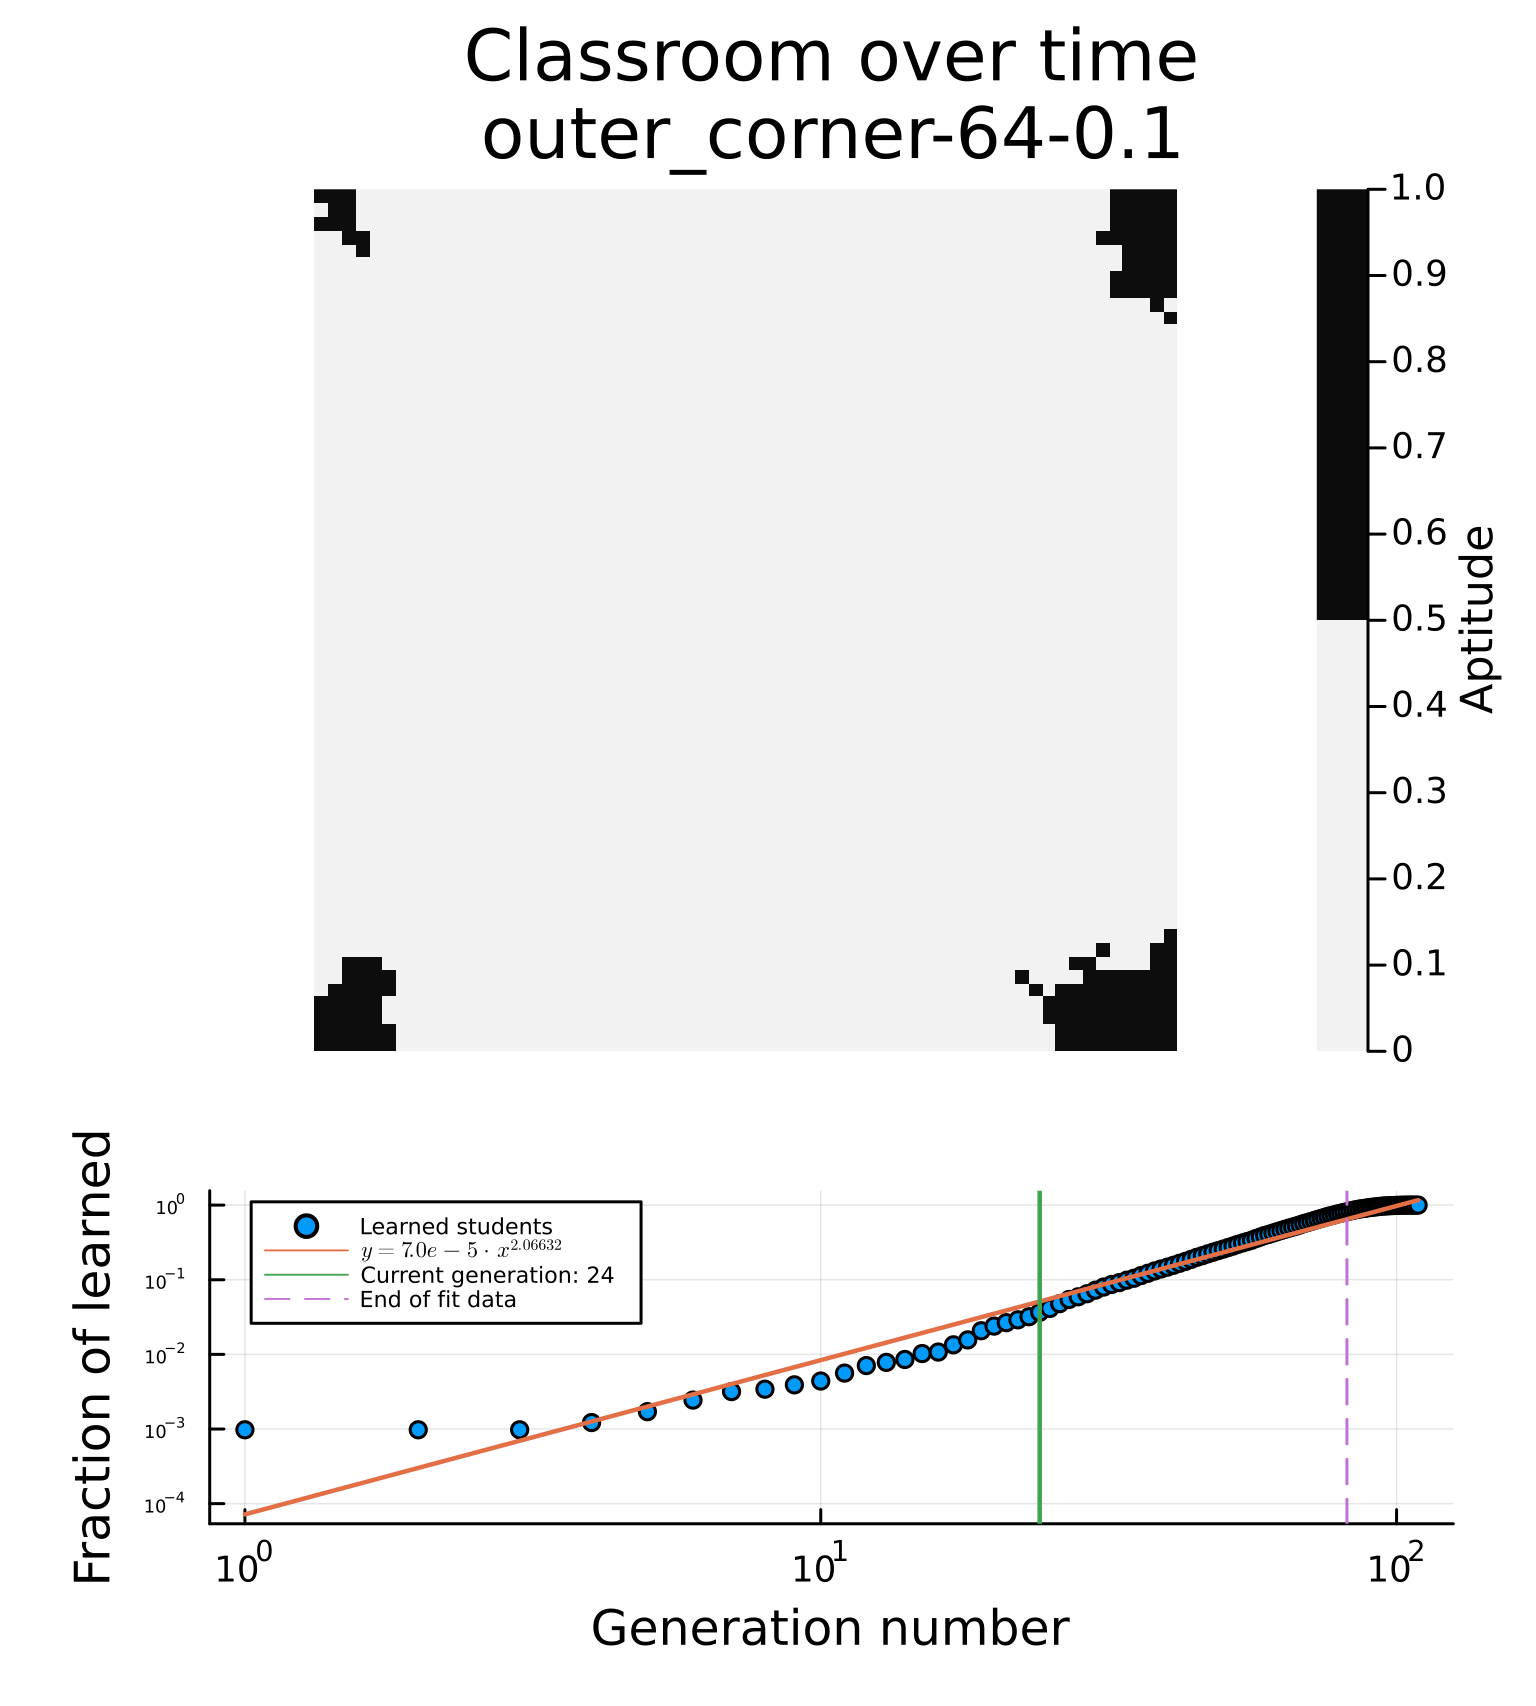 Classroom over time
outer_corner-64-0.1
1.0
0.9
0.8
0.7
0.6
0.5
0.4
0.3
0.2
0.1
0
Aptitude
Fraction of learned
10^0
10^-1
10^-2
10^-3
10^-4
Learned students
y = 7.0e − 5 · x^2.06632
Current generation: 24
End of fit data
10^0
10^1
10^2
Generation number